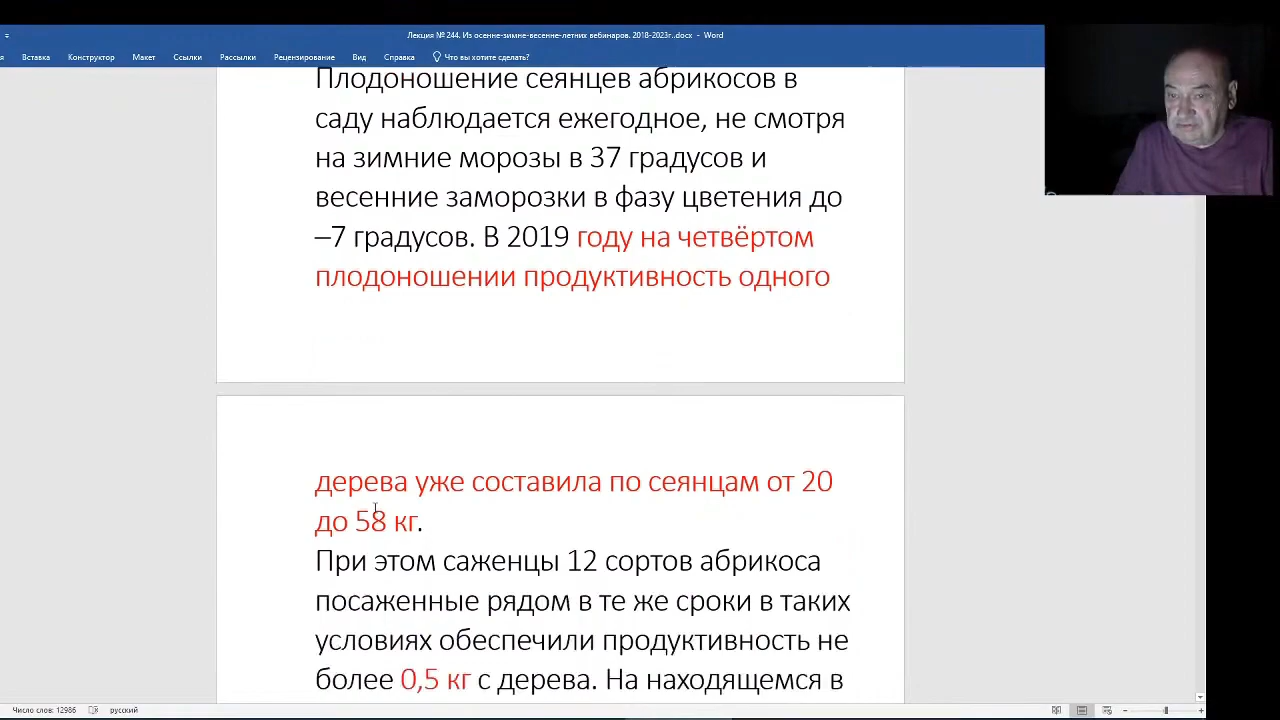 Лекция № 244. Из осенне-зимне-весенне-летних вебинаров. 2018-2023г..docx - Word
я Вставка Конструктор Макет Ссылки Рассылки Рецензирование Вид Справка Что вы хотите сделать?
Плодоношение сеянцев абрикосов в
саду наблюдается ежегодное, не смотря
на зимние морозы в 37 градусов и
весенние заморозки в фазу цветения до
–7 градусов. В 2019 году на четвёртом
плодоношении продуктивность одного
дерева уже составила по сеянцам от 20
до 58 кг.
При этом саженцы 12 сортов абрикоса
посаженные рядом в те же сроки в таких
условиях обеспечили продуктивность не
более 0,5 кг с дерева. На находящемся в
Число слов: 12986 русский